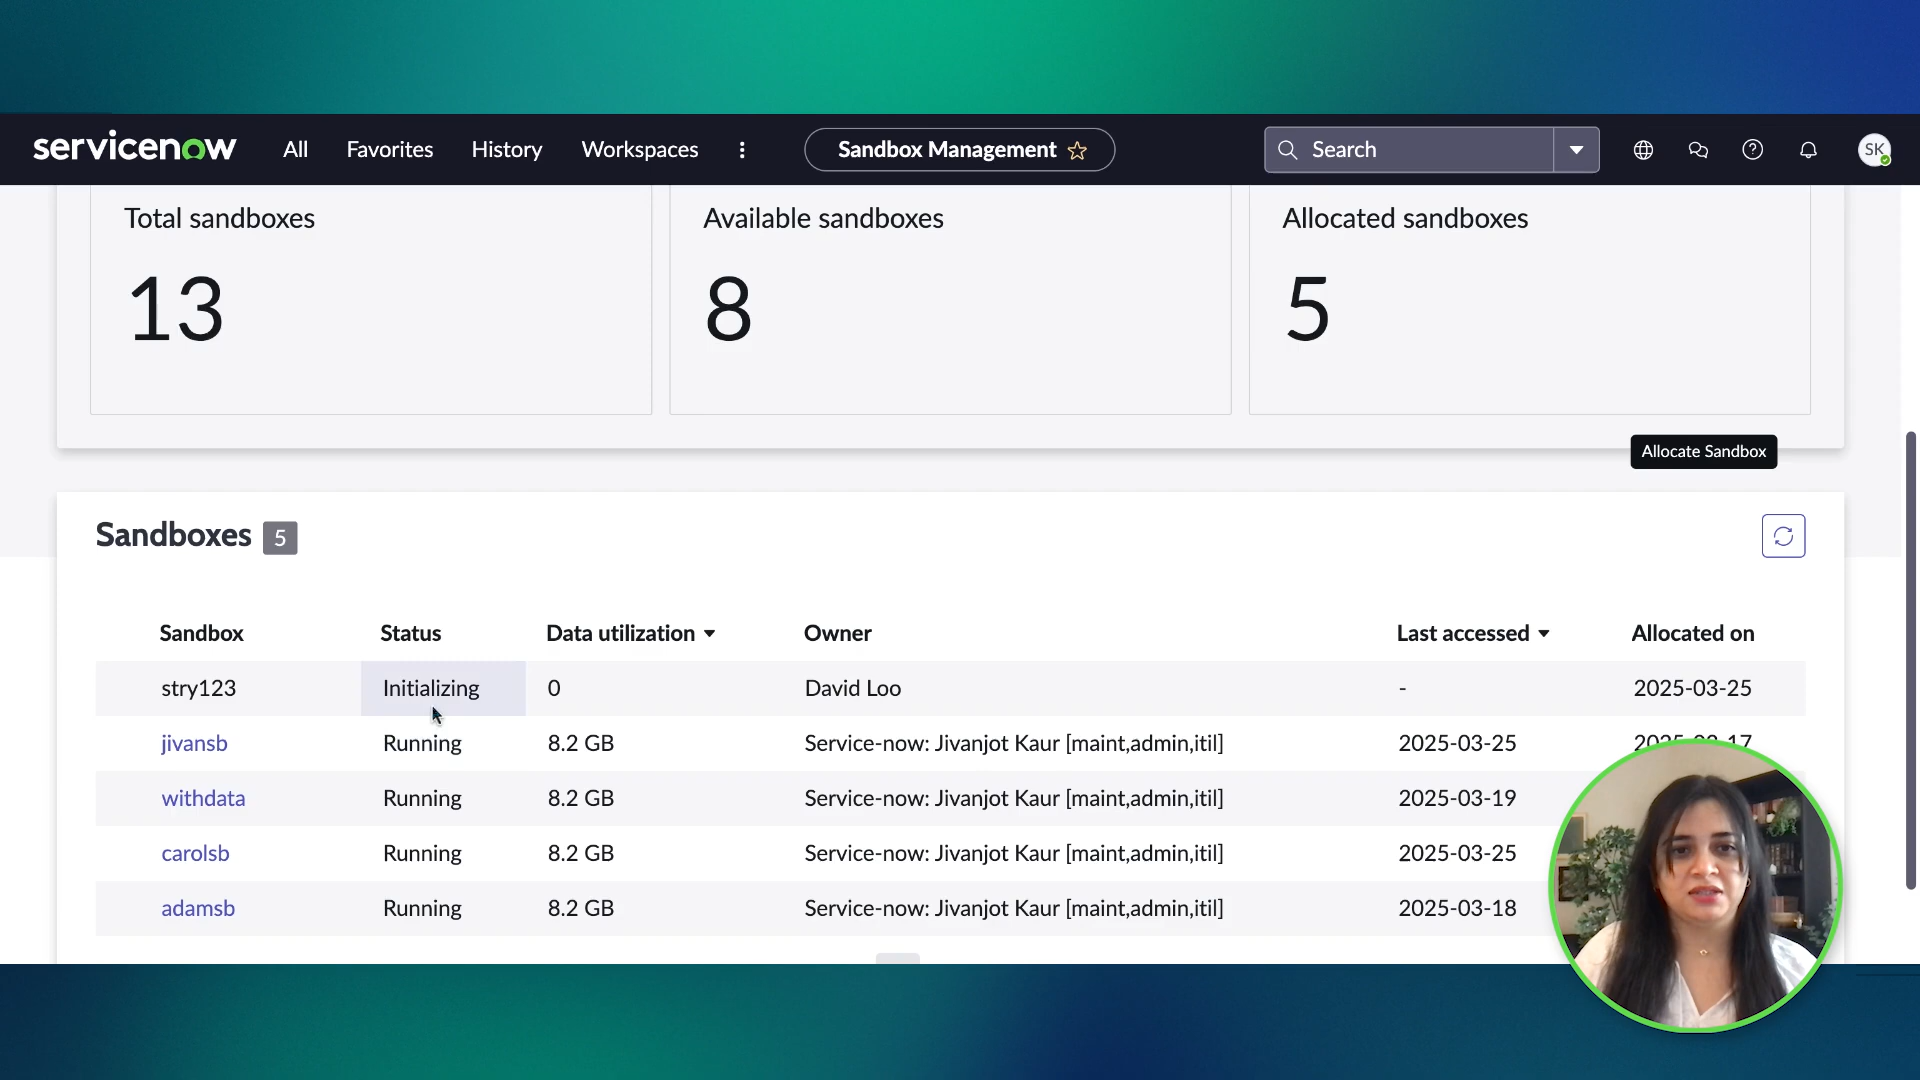 servicenow All Favorites History Workspaces Sandbox Management Search SK
Total sandboxes Available sandboxes Allocated sandboxes
13 8 5
Allocate Sandbox
Sandboxes 5
Sandbox Status Data utilization Owner Last accessed Allocated on
stry123 Initializing 0 David Loo - 2025-03-25
jivansb Running 8.2 GB Service-now: Jivanjot Kaur [maint,admin,itil] 2025-03-25 2025-03-17
withdata Running 8.2 GB Service-now: Jivanjot Kaur [maint,admin,itil] 2025-03-19
carolsb Running 8.2 GB Service-now: Jivanjot Kaur [maint,admin,itil] 2025-03-25
adamsb Running 8.2 GB Service-now: Jivanjot Kaur [maint,admin,itil] 2025-03-18